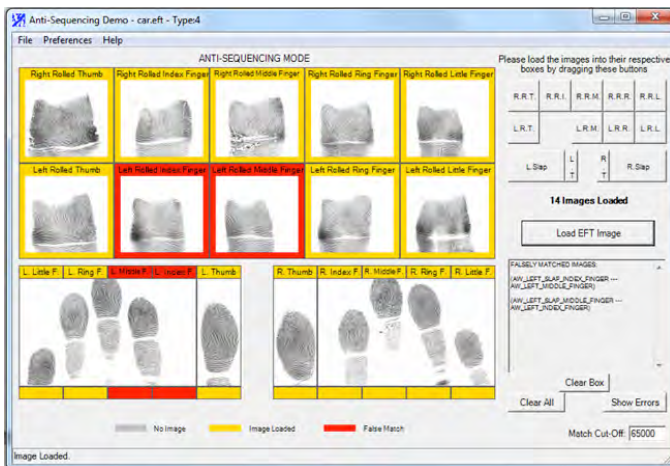 Anti-Sequencing Demo - car.eft - Type:4
File Preferences Help
ANTI-SEQUENCING MODE
Please load the images into their respective
boxes by dragging these buttons
Right Rolled Thumb Right Rolled Index Finger Right Rolled Middle Finger Right Rolled Ring Finger Right Rolled Little Finger
R.R.T. R.R.I. R.R.M. R.R.R. R.R.L
L.R.T. L.R.M. L.R.R. L.R.L
Left Rolled Thumb Left Rolled Index Finger Left Rolled Middle Finger Left Rolled Ring Finger Left Rolled Little Finger
L.Slap L T R T R.Slap
14 Images Loaded
Load EFT Image
L. Little F. L. Ring F. L. Middle F. L. Index F. L. Thumb R. Thumb R. Index F. R. Middle F. R. Ring F. R. Little F.
FALSELY MATCHED IMAGES:
(AW_LEFT_SLAP_INDEX_FINGER ---
AW_LEFT_MIDDLE_FINGER)
(AW_LEFT_SLAP_MIDDLE_FINGER ---
AW_LEFT_INDEX_FINGER)
Clear Box
Clear All Show Errors
No Image Image Loaded False Match
Match Cut-Off: 65000
Image Loaded.